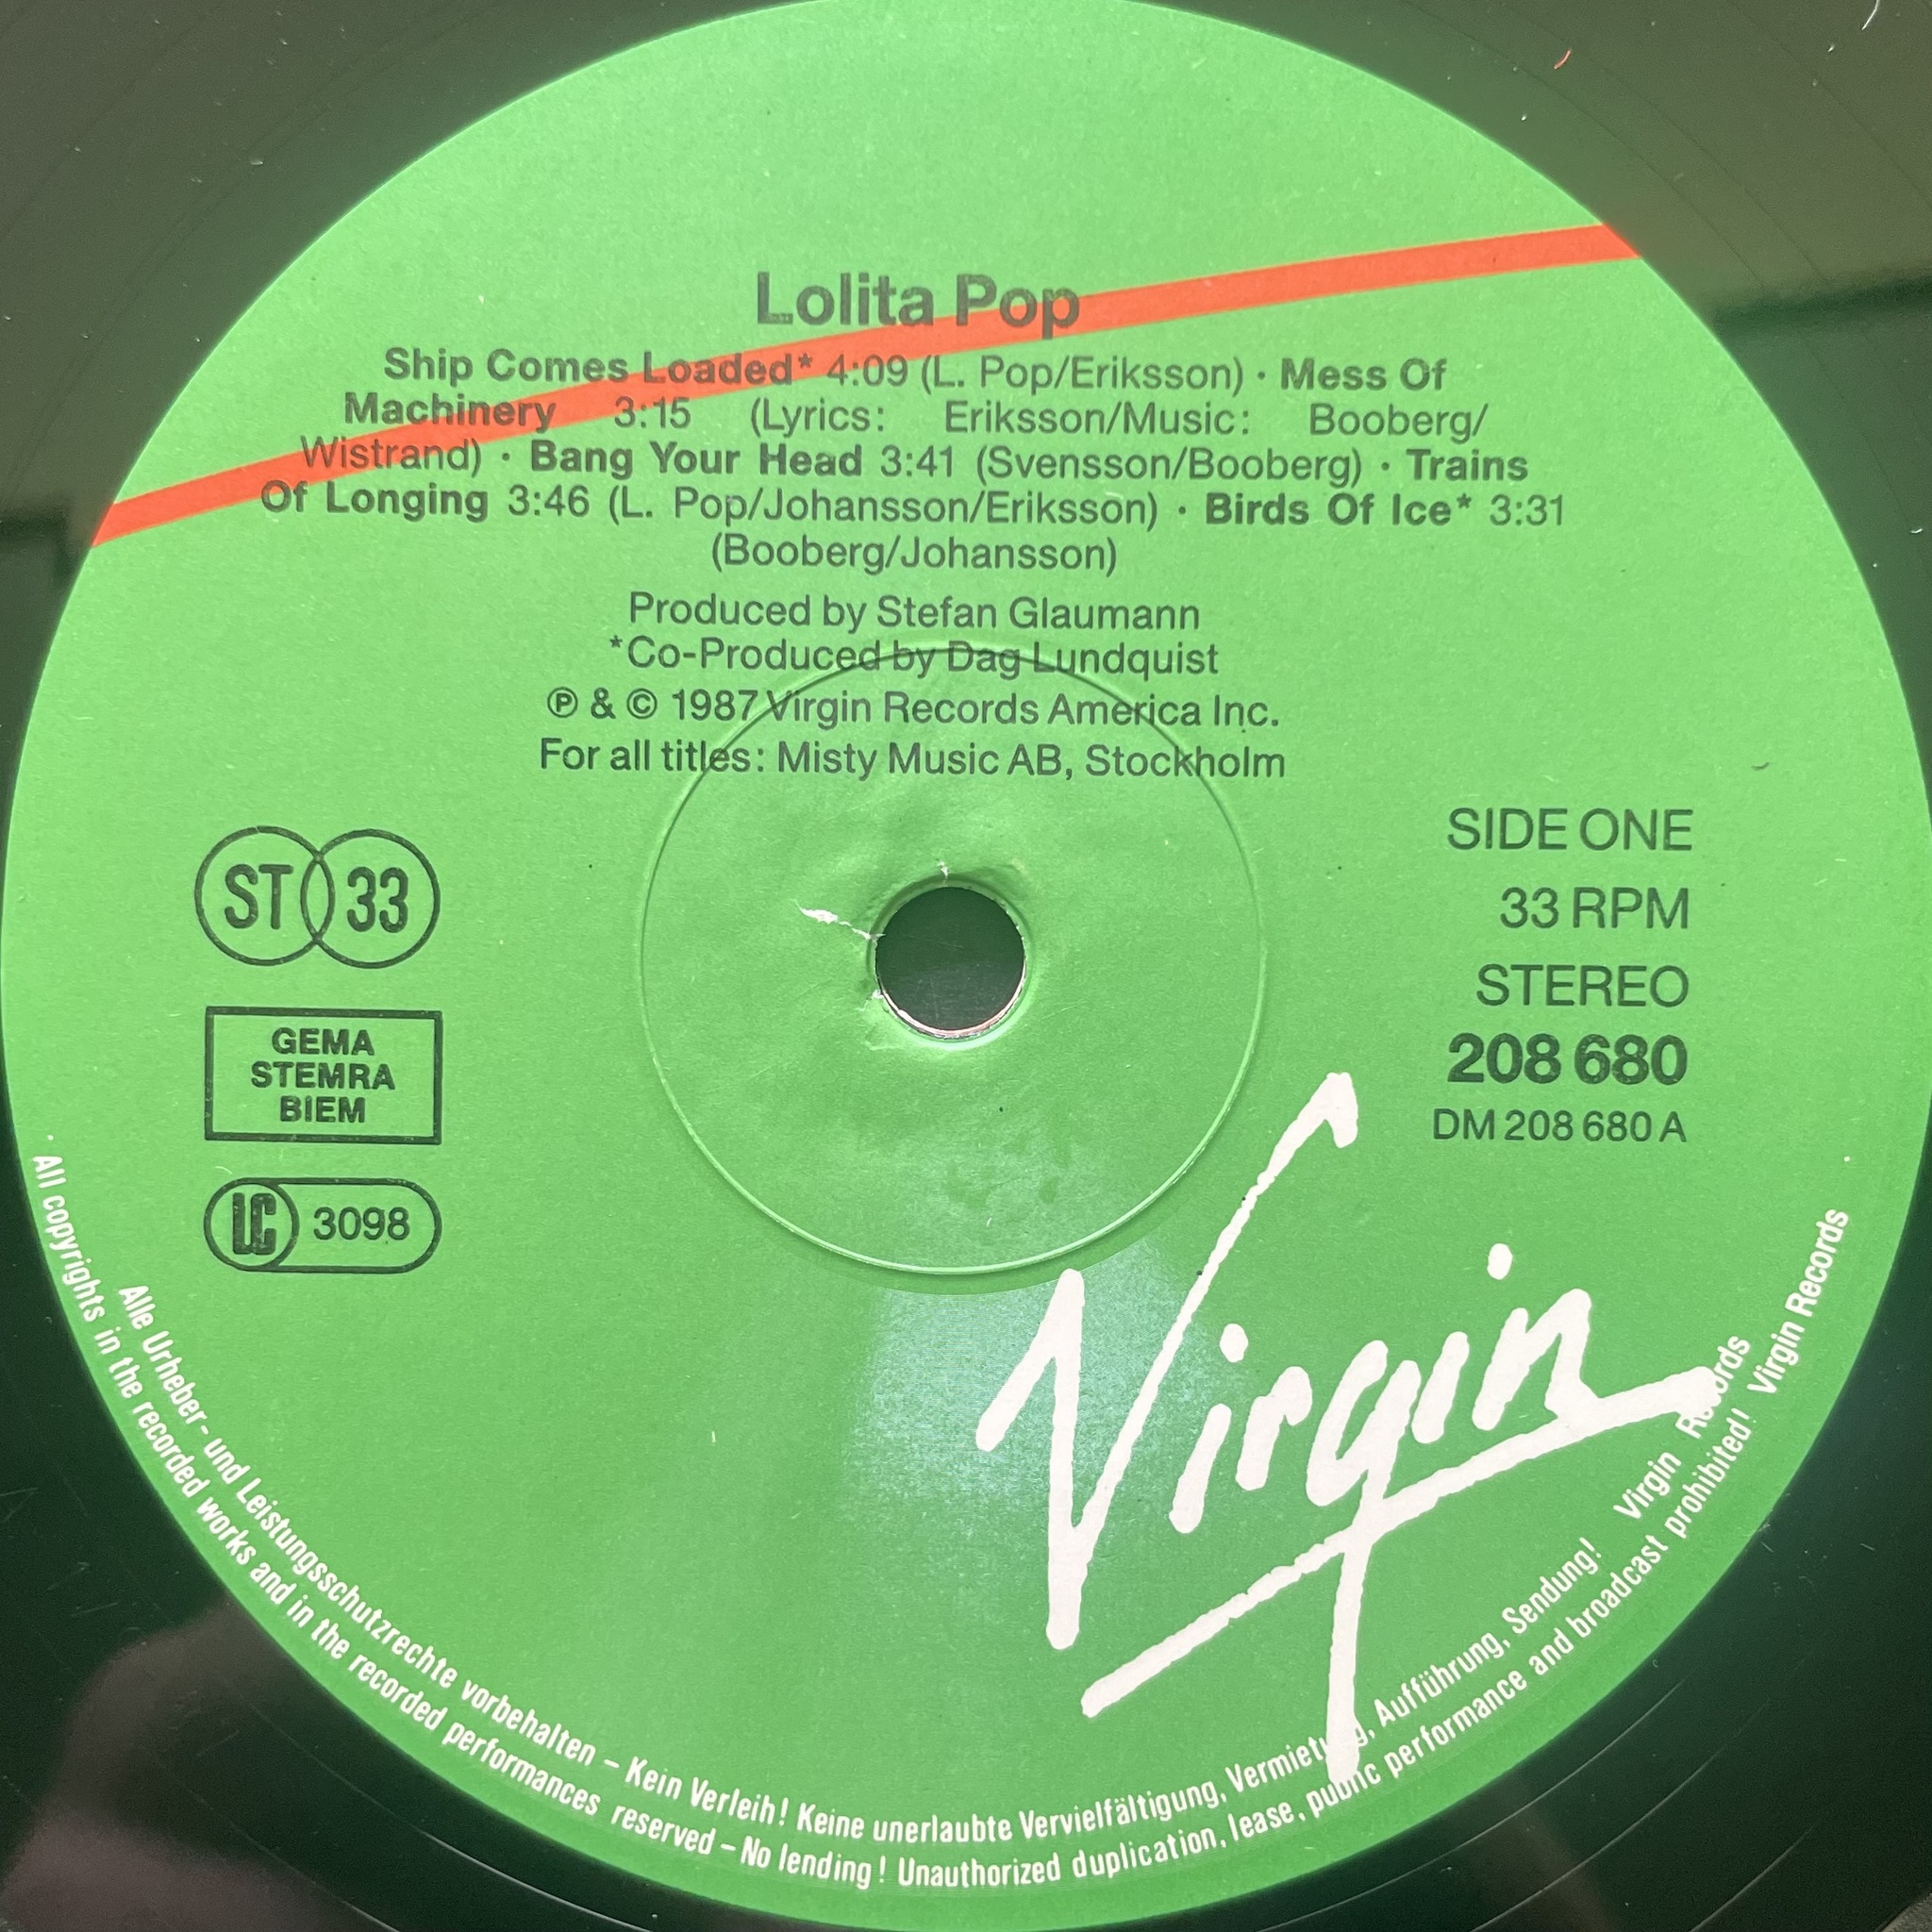 Lolita Pop
Ship Comes Loaded* 4:09 (L. Pop/Eriksson) · Mess Of
Machinery 3:15 (Lyrics: Eriksson/Music: Booberg/
Wistrand) · Bang Your Head 3:41 (Svensson/Booberg) · Trains
Of Longing 3:46 (L. Pop/Johansson/Eriksson) · Birds Of Ice* 3:31
(Booberg/Johansson)
Produced by Stefan Glaumann
*Co-Produced by Dag Lundquist
℗ & © 1987 Virgin Records America Inc.
For all titles: Misty Music AB, Stockholm
ST 33
GEMA
STEMRA
BIEM
LC 3098
SIDE ONE
33 RPM
STEREO
208 680
DM 208 680 A
Virgin
Alle Urheber- und Leistungsschutzrechte vorbehalten – Kein Verleih! Keine unerlaubte Vervielfältigung, Vermietung, Aufführung, Sendung! Virgin Records
· All copyrights in the recorded works and in the recorded performances reserved – No lending! Unauthorized duplication, lease, public performance and broadcast prohibited! Virgin Records ·